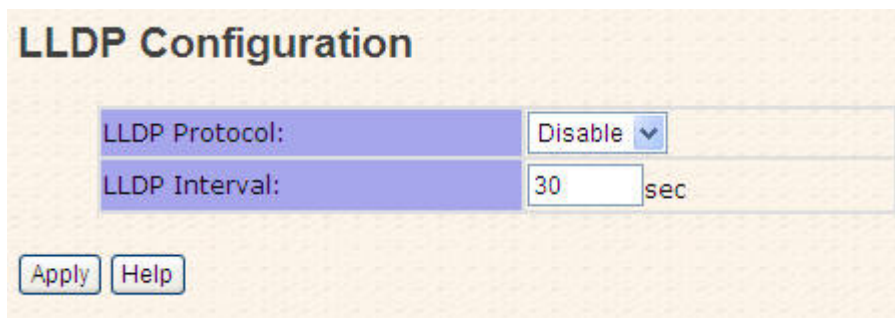 LLDP Configuration
LLDP Protocol: Disable
LLDP Interval: 30 sec
Apply Help